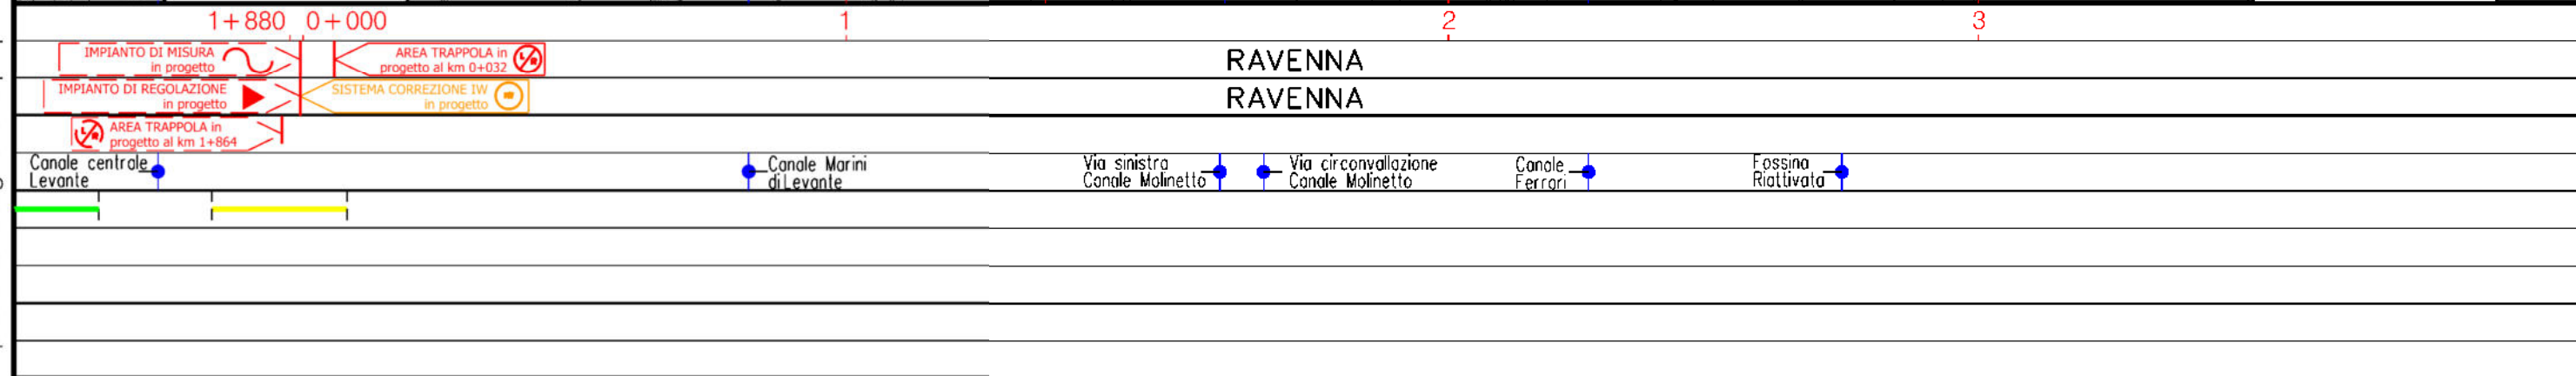 1+880 0+000 1 2 3
IMPIANTO DI MISURA
in progetto
AREA TRAPPOLA in
progetto al km 0+032
RAVENNA
IMPIANTO DI REGOLAZIONE
in progetto
SISTEMA CORREZIONE IW
in progetto
RAVENNA
AREA TRAPPOLA in
progetto al km 1+864
Canale centrale
Levante
Canale Marini
di Levante
Via sinistra
Canale Molinetto
Via circonvallazione
Canale Molinetto
Canale
Ferrari
Fossina
Riattivata